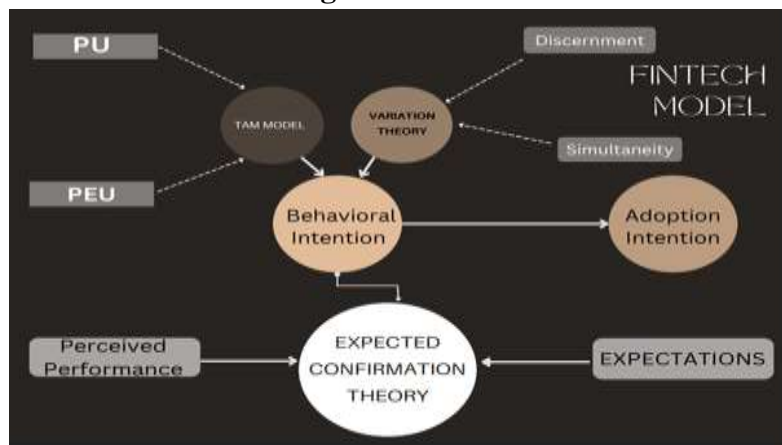 PU
Discernment
FINTECH
MODEL
TAM MODEL
VARIATION
THEORY
Simultaneity
PEU
Behavioral
Intention
Adoption
Intention
Perceived
Performance
EXPECTED
CONFIRMATION
THEORY
EXPECTATIONS